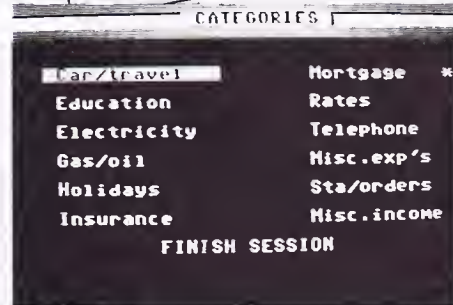 CATEGORIES
Car/travel Mortgage *
Education Rates
Electricity Telephone
Gas/oil Misc.exp's
Holidays Sta/orders
Insurance Misc.income
FINISH SESSION